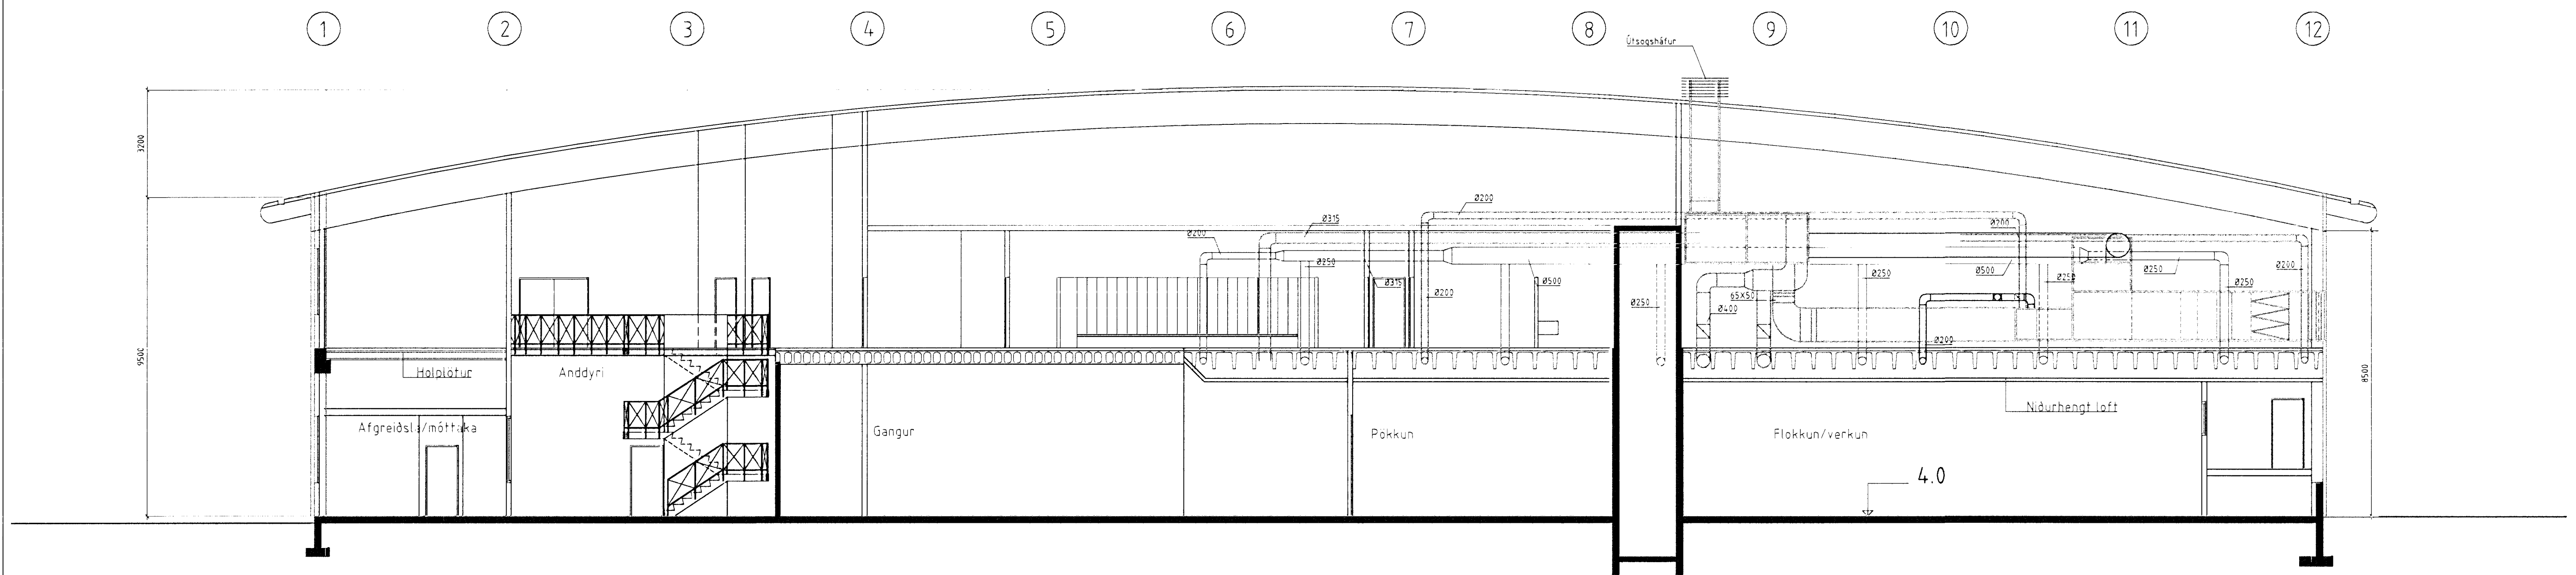 1 2 3 4 5 6 7 8 9 10 11 12
Útsogsháfur
3200
Ø200
Ø315
Ø200
Ø200
Ø250
Ø315
Ø200
Ø500
Ø250
65X50
Ø400
Ø250
Ø500
Ø250
Ø250
Ø200
Ø250
Ø200
9500
8500
Holplötur
Anddyri
Niðurhengt loft
Afgreiðsla/móttaka
Gangur
Pökkun
Flokkun/verkun
4.0